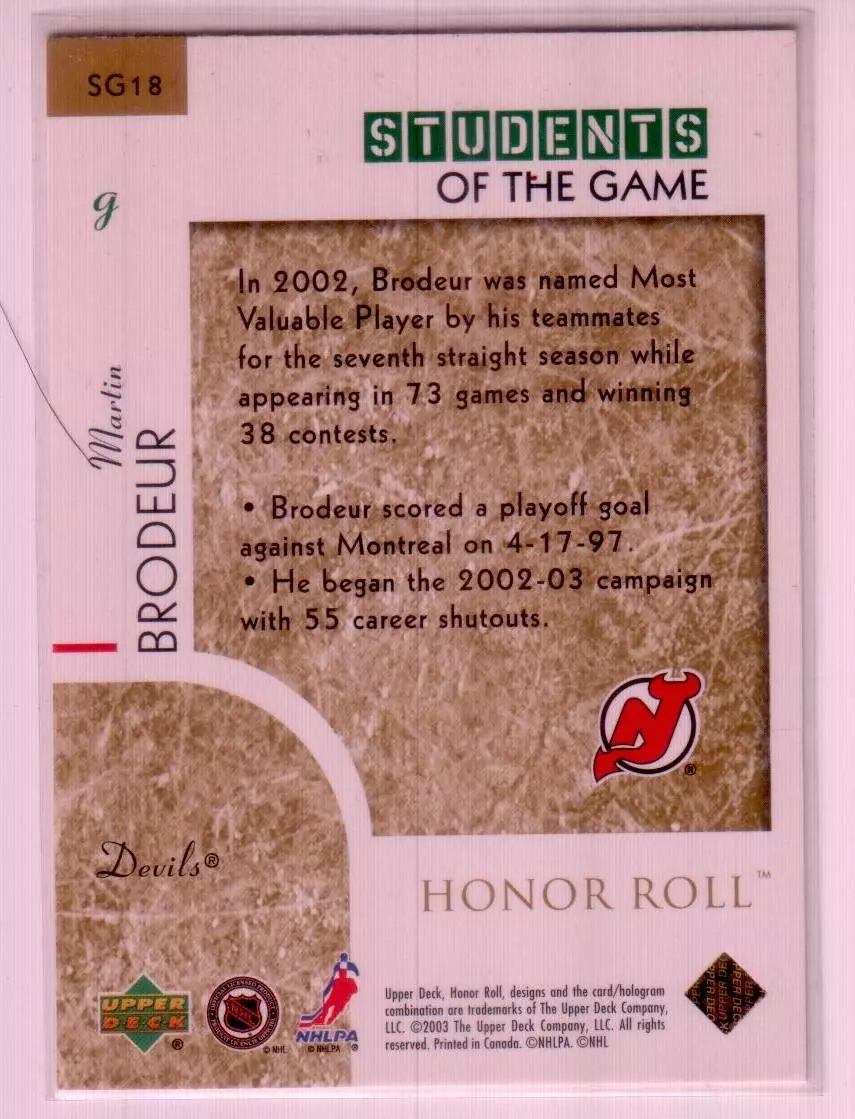 SG18
STUDENTS
OF THE GAME
g
Martin
BRODEUR
In 2002, Brodeur was named Most
Valuable Player by his teammates
for the seventh straight season while
appearing in 73 games and winning
38 contests.
• Brodeur scored a playoff goal
against Montreal on 4-17-97.
• He began the 2002-03 campaign
with 55 career shutouts.
NJ
®
Devils®
HONOR ROLL™
UPPER
DECK
®
© NHL
NHLPA
© NHLPA ®
Upper Deck, Honor Roll, designs and the card/hologram
combination are trademarks of The Upper Deck Company,
LLC. ©2003 The Upper Deck Company, LLC. All rights
reserved. Printed in Canada. ©NHLPA. ©NHL